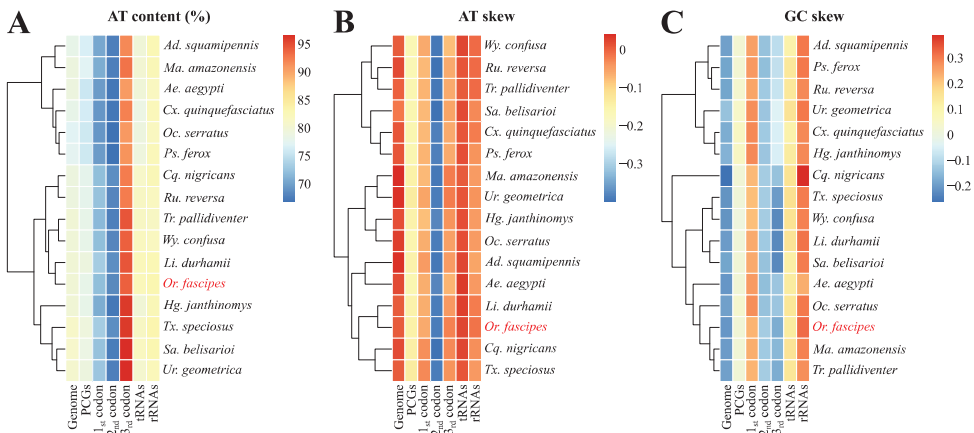 A
AT content (%)
Ad. squamipennis
Ma. amazonensis
Ae. aegypti
Cx. quinquefasciatus
Oc. serratus
Ps. ferox
Cq. nigricans
Ru. reversa
Tr. pallidiventer
Wy. confusa
Li. durhamii
Or. fascipes
Hg. janthinomys
Tx. speciosus
Sa. belisarioi
Ur. geometrica
95
90
85
80
75
70
Genome
PCGs
1st codon
2nd codon
3rd codon
tRNAs
rRNAs
B
AT skew
Wy. confusa
Ru. reversa
Tr. pallidiventer
Sa. belisarioi
Cx. quinquefasciatus
Ps. ferox
Ma. amazonensis
Ur. geometrica
Hg. janthinomys
Oc. serratus
Ad. squamipennis
Ae. aegypti
Li. durhamii
Or. fascipes
Cq. nigricans
Tx. speciosus
0
−0.1
−0.2
−0.3
Genome
PCGs
1st codon
2nd codon
3rd codon
tRNAs
rRNAs
C
GC skew
Ad. squamipennis
Ps. ferox
Ru. reversa
Ur. geometrica
Cx. quinquefasciatus
Hg. janthinomys
Cq. nigricans
Tx. speciosus
Wy. confusa
Li. durhamii
Sa. belisarioi
Ae. aegypti
Oc. serratus
Or. fascipes
Ma. amazonensis
Tr. pallidiventer
0.3
0.2
0.1
0
−0.1
−0.2
Genome
PCGs
1st codon
2nd codon
3rd codon
tRNAs
rRNAs